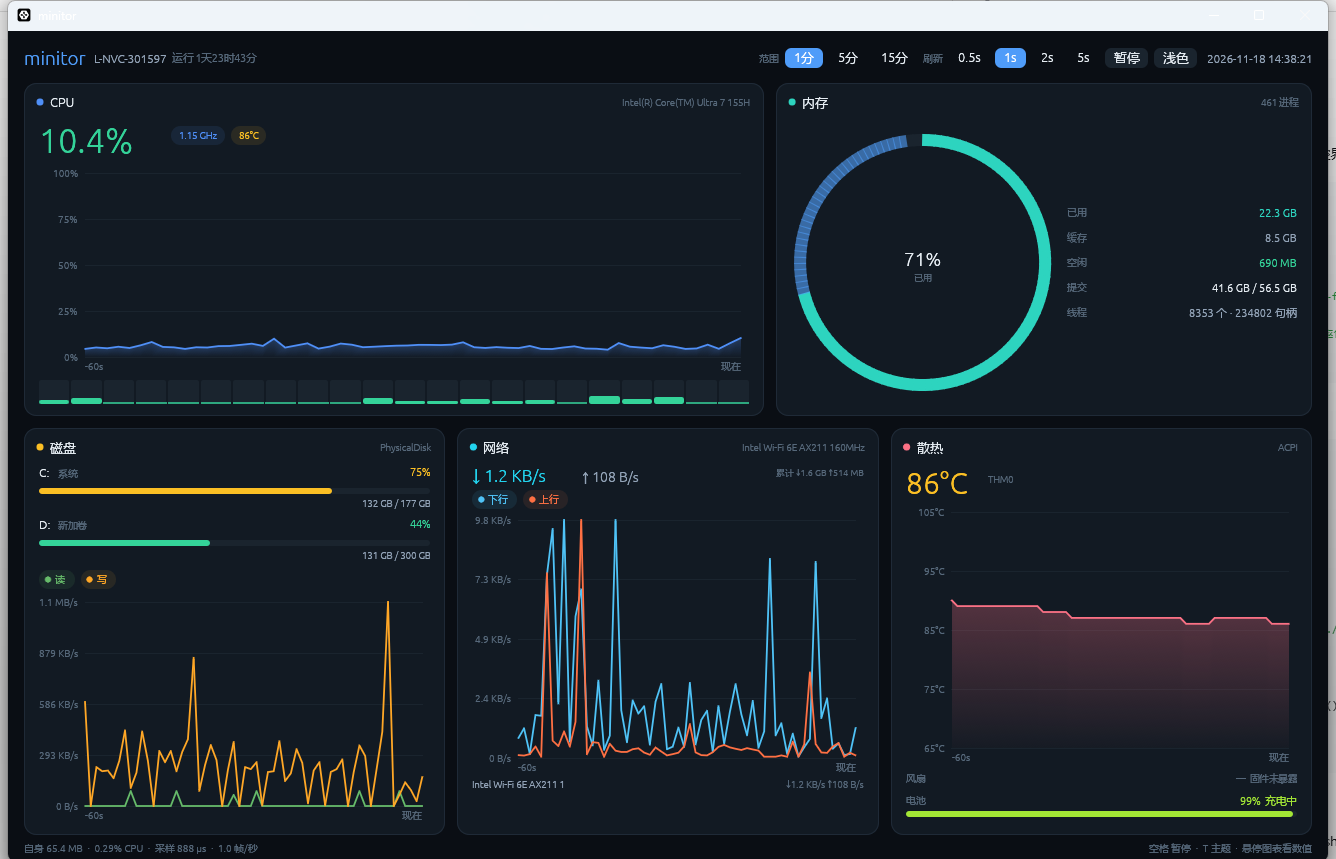 minitor
minitor L-NVC-301597 运行 1天23时43分 范围 1分 5分 15分 刷新 0.5s 1s 2s 5s 暂停 浅色 2026-11-18 14:38:21
CPU Intel(R) Core(TM) Ultra 7 155H
10.4% 1.15 GHz 86°C
100%
75%
50%
25%
0%
-60s 现在
内存 461 进程
71%
已用
已用 22.3 GB
缓存 8.5 GB
空闲 690 MB
提交 41.6 GB / 56.5 GB
线程 8353 个 · 234802 句柄
磁盘 PhysicalDisk
C: 系统 75%
132 GB / 177 GB
D: 新加卷 44%
131 GB / 300 GB
读 写
1.1 MB/s
879 KB/s
586 KB/s
293 KB/s
0 B/s
-60s 现在
网络 Intel Wi-Fi 6E AX211 160MHz
↓ 1.2 KB/s ↑ 108 B/s 累计 ↓1.6 GB ↑514 MB
下行 上行
9.8 KB/s
7.3 KB/s
4.9 KB/s
2.4 KB/s
0 B/s
-60s 现在
Intel Wi-Fi 6E AX211 1 ↓1.2 KB/s ↑108 B/s
散热 ACPI
86°C THM0
105°C
95°C
85°C
75°C
65°C
-60s 现在
风扇 — 固件未暴露
电池 99% 充电中
自身 65.4 MB · 0.29% CPU · 采样 888 µs · 1.0 帧/秒 空格 暂停 · T 主题 · 悬停图表看数值